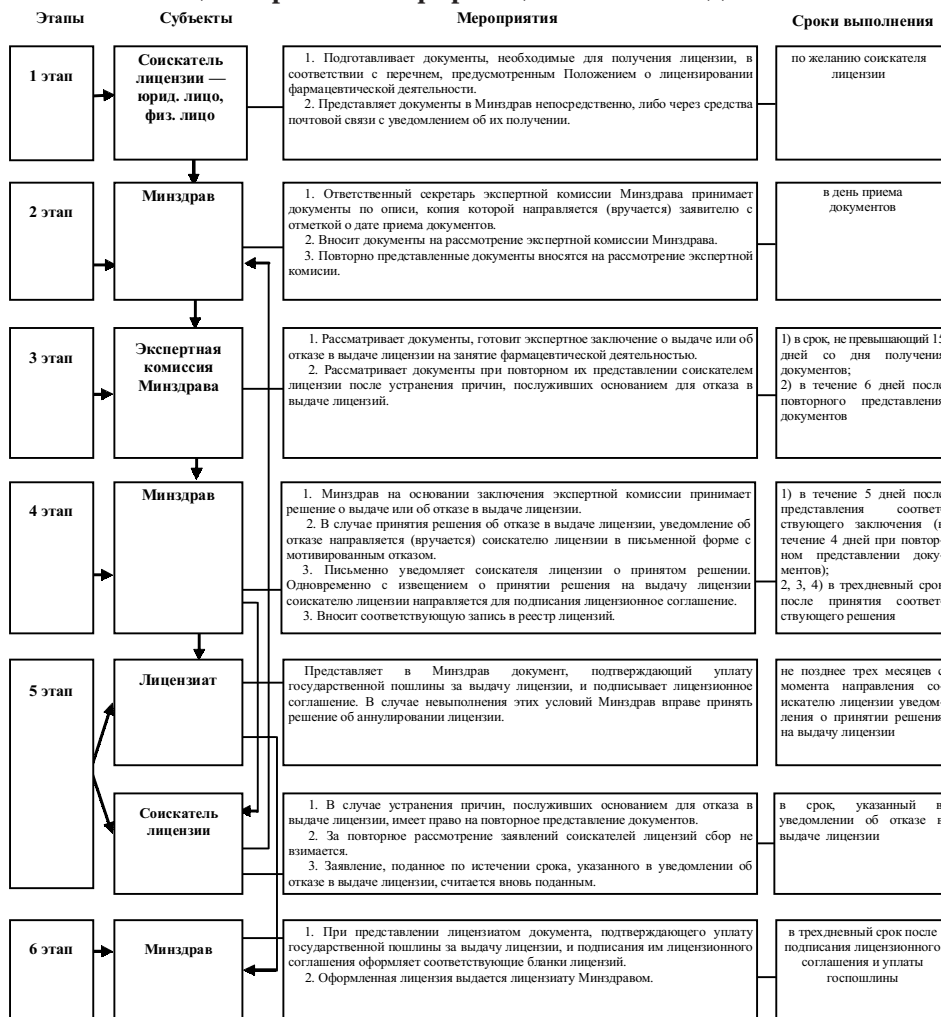 Этапы
Субъекты
Мероприятия
Сроки выполнения
1 этап
Соискатель
лицензии —
юрид. лицо,
физ. лицо
1. Подготавливает документы, необходимые для получения лицензии, в
соответствии с перечнем, предусмотренным Положением о лицензировании
фармацевтической деятельности.
2. Представляет документы в Минздрав непосредственно, либо через средства
почтовой связи с уведомлением об их получении.
по желанию соискателя
лицензии
2 этап
Минздрав
1. Ответственный секретарь экспертной комиссии Минздрава принимает
документы по описи, копия которой направляется (вручается) заявителю с
отметкой о дате приема документов.
2. Вносит документы на рассмотрение экспертной комиссии Минздрава.
3. Повторно представленные документы вносятся на рассмотрение экспертной
комисии.
в день приема
документов
3 этап
Экспертная
комиссия
Минздрава
1. Рассматривает документы, готовит экспертное заключение о выдаче или об
отказе в выдаче лицензии на занятие фармацевтической деятельностью.
2. Рассматривает документы при повторном их представлении соискателем
лицензии после устранения причин, послуживших основанием для отказа в
выдаче лицензий.
1) в срок, не превышающий 15
дней со дня получения
документов;
2) в течение 6 дней после
повторного представления
документов
4 этап
Минздрав
1. Минздрав на основании заключения экспертной комиссии принимает
решение о выдаче или об отказе в выдаче лицензии.
2. В случае принятия решения об отказе в выдаче лицензии, уведомление об
отказе направляется (вручается) соискателю лицензии в письменной форме с
мотивированным отказом.
3. Письменно уведомляет соискателя лицензии о принятом решении.
Одновременно с извещением о принятии решения на выдачу лицензии
соискателю лицензии направляется для подписания лицензионное соглашение.
3. Вносит соответствующую запись в реестр лицензий.
1) в течение 5 дней после
представления соответ-
ствующего заключения (в
течение 4 дней при повтор-
ном представлении доку-
ментов);
2, 3, 4) в трехдневный срок
после принятия соответ-
ствующего решения
5 этап
Лицензиат
Представляет в Минздрав документ, подтверждающий уплату
государственной пошлины за выдачу лицензии, и подписывает лицензионное
соглашение. В случае невыполнения этих условий Минздрав вправе принять
решение об аннулировании лицензии.
не позднее трех месяцев с
момента направления со-
искателю лицензии уведом-
ления о принятии решения
на выдачу лицензии
Соискатель
лицензии
1. В случае устранения причин, послуживших основанием для отказа в
выдаче лицензии, имеет право на повторное представление документов.
2. За повторное рассмотрение заявлений соискателей лицензий сбор не
взимается.
3. Заявление, поданное по истечении срока, указанного в уведомлении об
отказе в выдаче лицензии, считается вновь поданным.
в срок, указанный в
уведомлении об отказе в
выдаче лицензии
6 этап
Минздрав
1. При представлении лицензиатом документа, подтверждающего уплату
государственной пошлины за выдачу лицензии, и подписания им лицензионного
соглашения оформляет соответствующие бланки лицензий.
2. Оформленная лицензия выдается лицензиату Минздравом.
в трехдневный срок после
подписания лицензионного
соглашения и уплаты
госпошлины